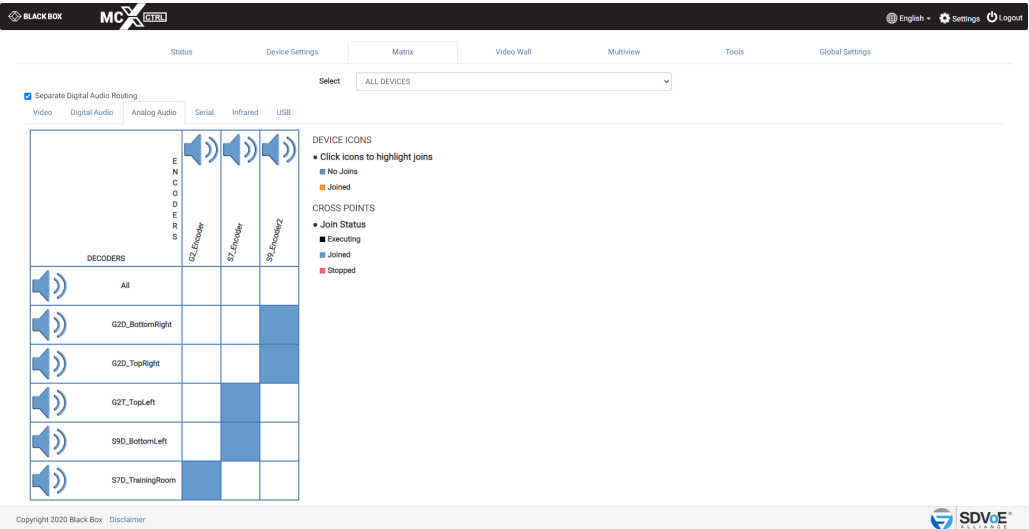 BLACK BOX
MCX CTRL
English
Settings
Logout
Status
Device Settings
Matrix
Video Wall
Multiview
Tools
Global Settings
Select
ALL DEVICES
Separate Digital Audio Routing
Video
Digital Audio
Analog Audio
Serial
Infrared
USB
ENCODERS
DECODERS
G2_Encoder
S7_Encoder
S9_Encoder2
All
G2D_BottomRight
G2D_TopRight
G2T_TopLeft
S9D_BottomLeft
S7D_TrainingRoom
DEVICE ICONS
Click icons to highlight joins
No Joins
Joined
CROSS POINTS
Join Status
Executing
Joined
Stopped
Copyright 2020 Black Box
Disclaimer
SDVoE
ALLIANCE